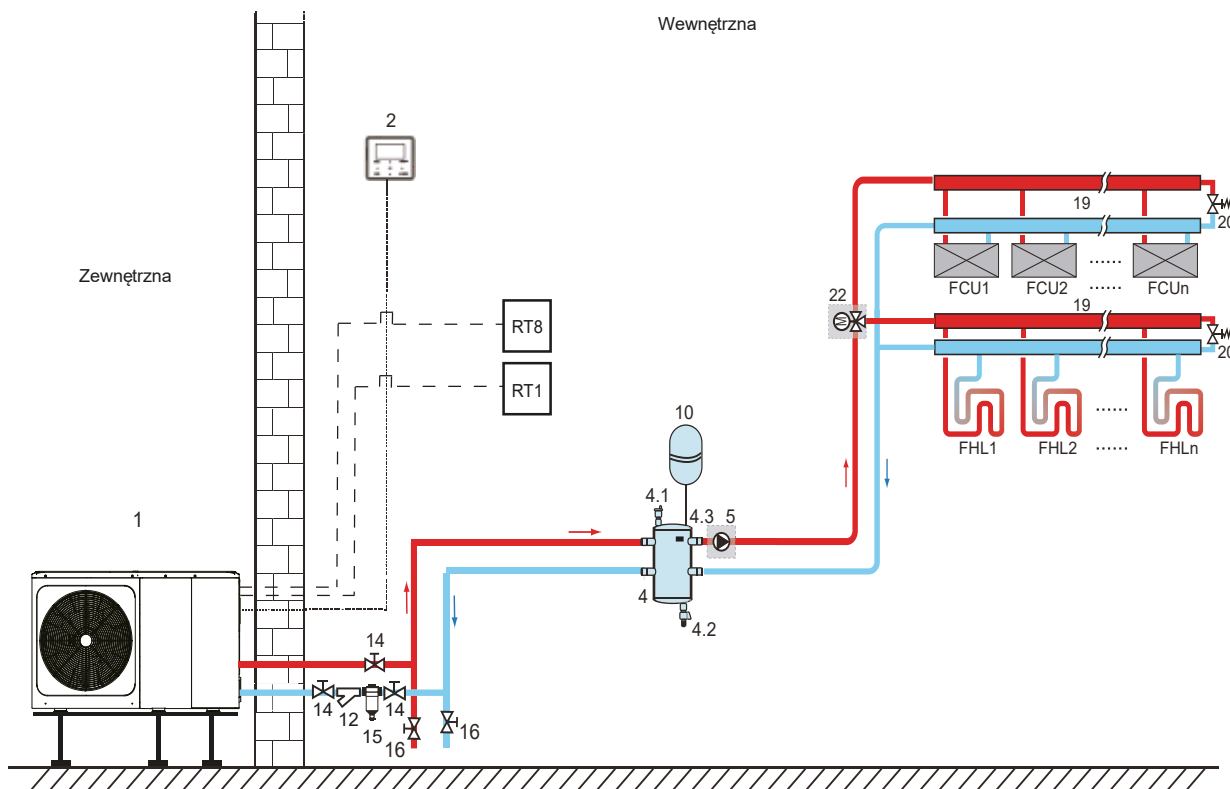 Wewnętrzna
Zewnętrzna
2
19
20
FCU1 FCU2 ...... FCUn
......
22
19
20
RT8
RT1
10
FHL1 FHL2 ...... FHLn
......
4.1
4.3 5
1
4
4.2
14
14 12 14
15
16
16